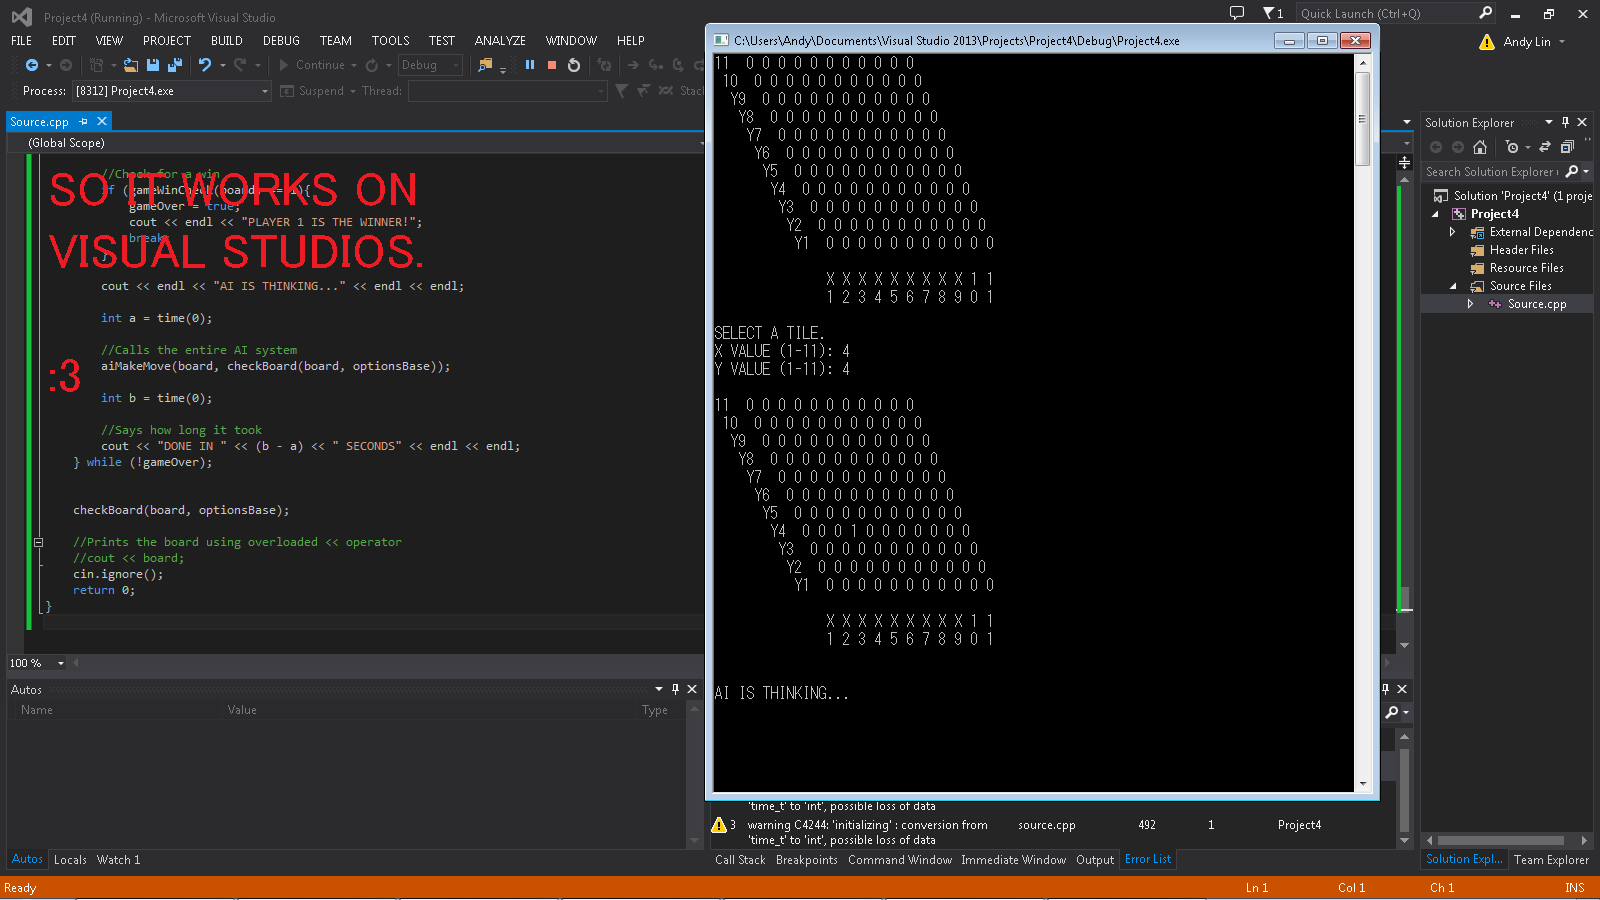 Project4 (Running) - Microsoft Visual Studio
1
Quick Launch (Ctrl+Q)
FILE EDIT VIEW PROJECT BUILD DEBUG TEAM TOOLS TEST ANALYZE WINDOW HELP
Andy Lin
Continue Debug
Process: [8312] Project4.exe Suspend Thread:
Source.cpp
(Global Scope)
//Check for a win
if (gameWinCheck(board
gameOver = true;
cout << endl << "PLAYER 1 IS THE WINNER!";
break
}
cout << endl << "AI IS THINKING..." << endl << endl;
int a = time(0);
//Calls the entire AI system
aiMakeMove(board, checkBoard(board, optionsBase));
int b = time(0);
//Says how long it took
cout << "DONE IN " << (b - a) << " SECONDS" << endl << endl;
} while (!gameOver);
checkBoard(board, optionsBase);
//Prints the board using overloaded << operator
//cout << board;
cin.ignore();
return 0;
}
SO IT WORKS ON
VISUAL STUDIOS.
:3
100 %
Autos
Name Value Type
Autos Locals Watch 1
C:\Users\Andy\Documents\Visual Studio 2013\Projects\Project4\Debug\Project4.exe
11 0 0 0 0 0 0 0 0 0 0 0
10 0 0 0 0 0 0 0 0 0 0 0
Y9 0 0 0 0 0 0 0 0 0 0 0
Y8 0 0 0 0 0 0 0 0 0 0 0
Y7 0 0 0 0 0 0 0 0 0 0 0
Y6 0 0 0 0 0 0 0 0 0 0 0
Y5 0 0 0 0 0 0 0 0 0 0 0
Y4 0 0 0 0 0 0 0 0 0 0 0
Y3 0 0 0 0 0 0 0 0 0 0 0
Y2 0 0 0 0 0 0 0 0 0 0 0
Y1 0 0 0 0 0 0 0 0 0 0 0
X X X X X X X X X 1 1
1 2 3 4 5 6 7 8 9 0 1
SELECT A TILE.
X VALUE (1-11): 4
Y VALUE (1-11): 4
11 0 0 0 0 0 0 0 0 0 0 0
10 0 0 0 0 0 0 0 0 0 0 0
Y9 0 0 0 0 0 0 0 0 0 0 0
Y8 0 0 0 0 0 0 0 0 0 0 0
Y7 0 0 0 0 0 0 0 0 0 0 0
Y6 0 0 0 0 0 0 0 0 0 0 0
Y5 0 0 0 0 0 0 0 0 0 0 0
Y4 0 0 0 1 0 0 0 0 0 0 0
Y3 0 0 0 0 0 0 0 0 0 0 0
Y2 0 0 0 0 0 0 0 0 0 0 0
Y1 0 0 0 0 0 0 0 0 0 0 0
X X X X X X X X X 1 1
1 2 3 4 5 6 7 8 9 0 1
AI IS THINKING...
'time_t' to 'int', possible loss of data
3 warning C4244: 'initializing' : conversion from source.cpp 492 1 Project4
'time_t' to 'int', possible loss of data
Call Stack Breakpoints Command Window Immediate Window Output Error List
Solution Explorer
Search Solution Explorer
Solution 'Project4' (1 proje
Project4
External Dependenc
Header Files
Resource Files
Source Files
Source.cpp
Solution Expl... Team Explorer
Ready Ln 1 Col 1 Ch 1 INS